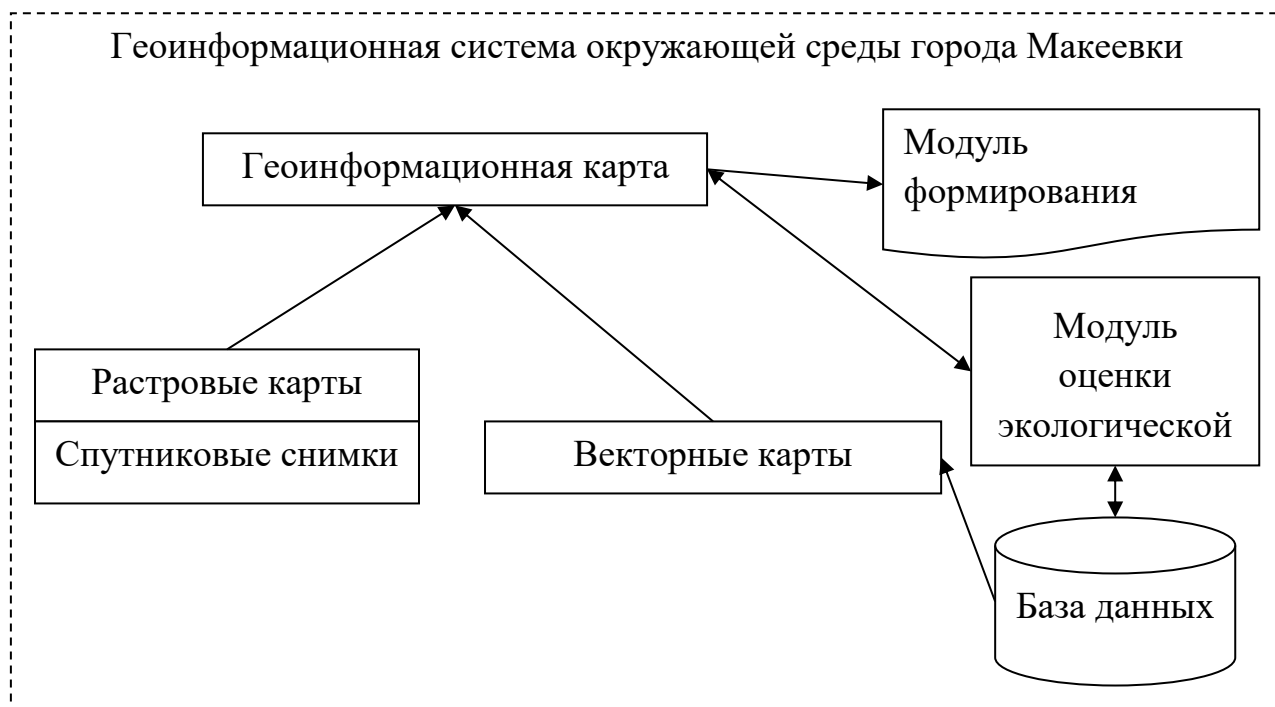 Геоинформационная система окружающей среды города Макеевки
Геоинформационная карта
Модуль
формирования
Модуль
оценки
экологической
Растровые карты
Спутниковые снимки
Векторные карты
База данных